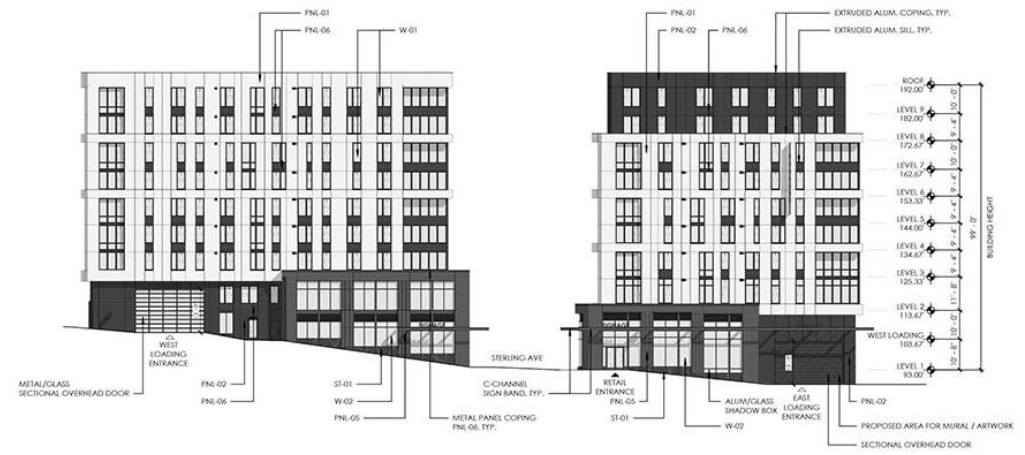 PNL-01
PNL-06
W-01
PNL-01
PNL-02
PNL-06
EXTRUDED ALUM. COPING, TYP.
EXTRUDED ALUM. SILL, TYP.
ROOF
192.00'
LEVEL 9
182.00'
LEVEL 8
172.67'
LEVEL 7
162.67'
LEVEL 6
153.33'
LEVEL 5
144.00'
LEVEL 4
134.67'
LEVEL 3
125.33'
LEVEL 2
113.67'
WEST LOADING
103.67'
LEVEL 1
93.00'
10' - 0"
9' - 4"
10' - 0"
9' - 4"
9' - 4"
9' - 4"
9' - 4"
11' - 8"
10' - 0"
10' - 8"
99' - 0"
BUILDING HEIGHT
SIGNAGE
SIGNAGE
WEST
LOADING
ENTRANCE
METAL/GLASS
SECTIONAL OVERHEAD DOOR
PNL-02
PNL-06
ST-01
W-02
PNL-05
METAL PANEL COPING
PNL-06, TYP.
STERLING AVE
C-CHANNEL
SIGN BAND, TYP.
RETAIL
ENTRANCE
PNL-05
ST-01
W-02
ALUM/GLASS
SHADOW BOX
EAST
LOADING
ENTRANCE
PNL-02
PROPOSED AREA FOR MURAL / ARTWORK
SECTIONAL OVERHEAD DOOR